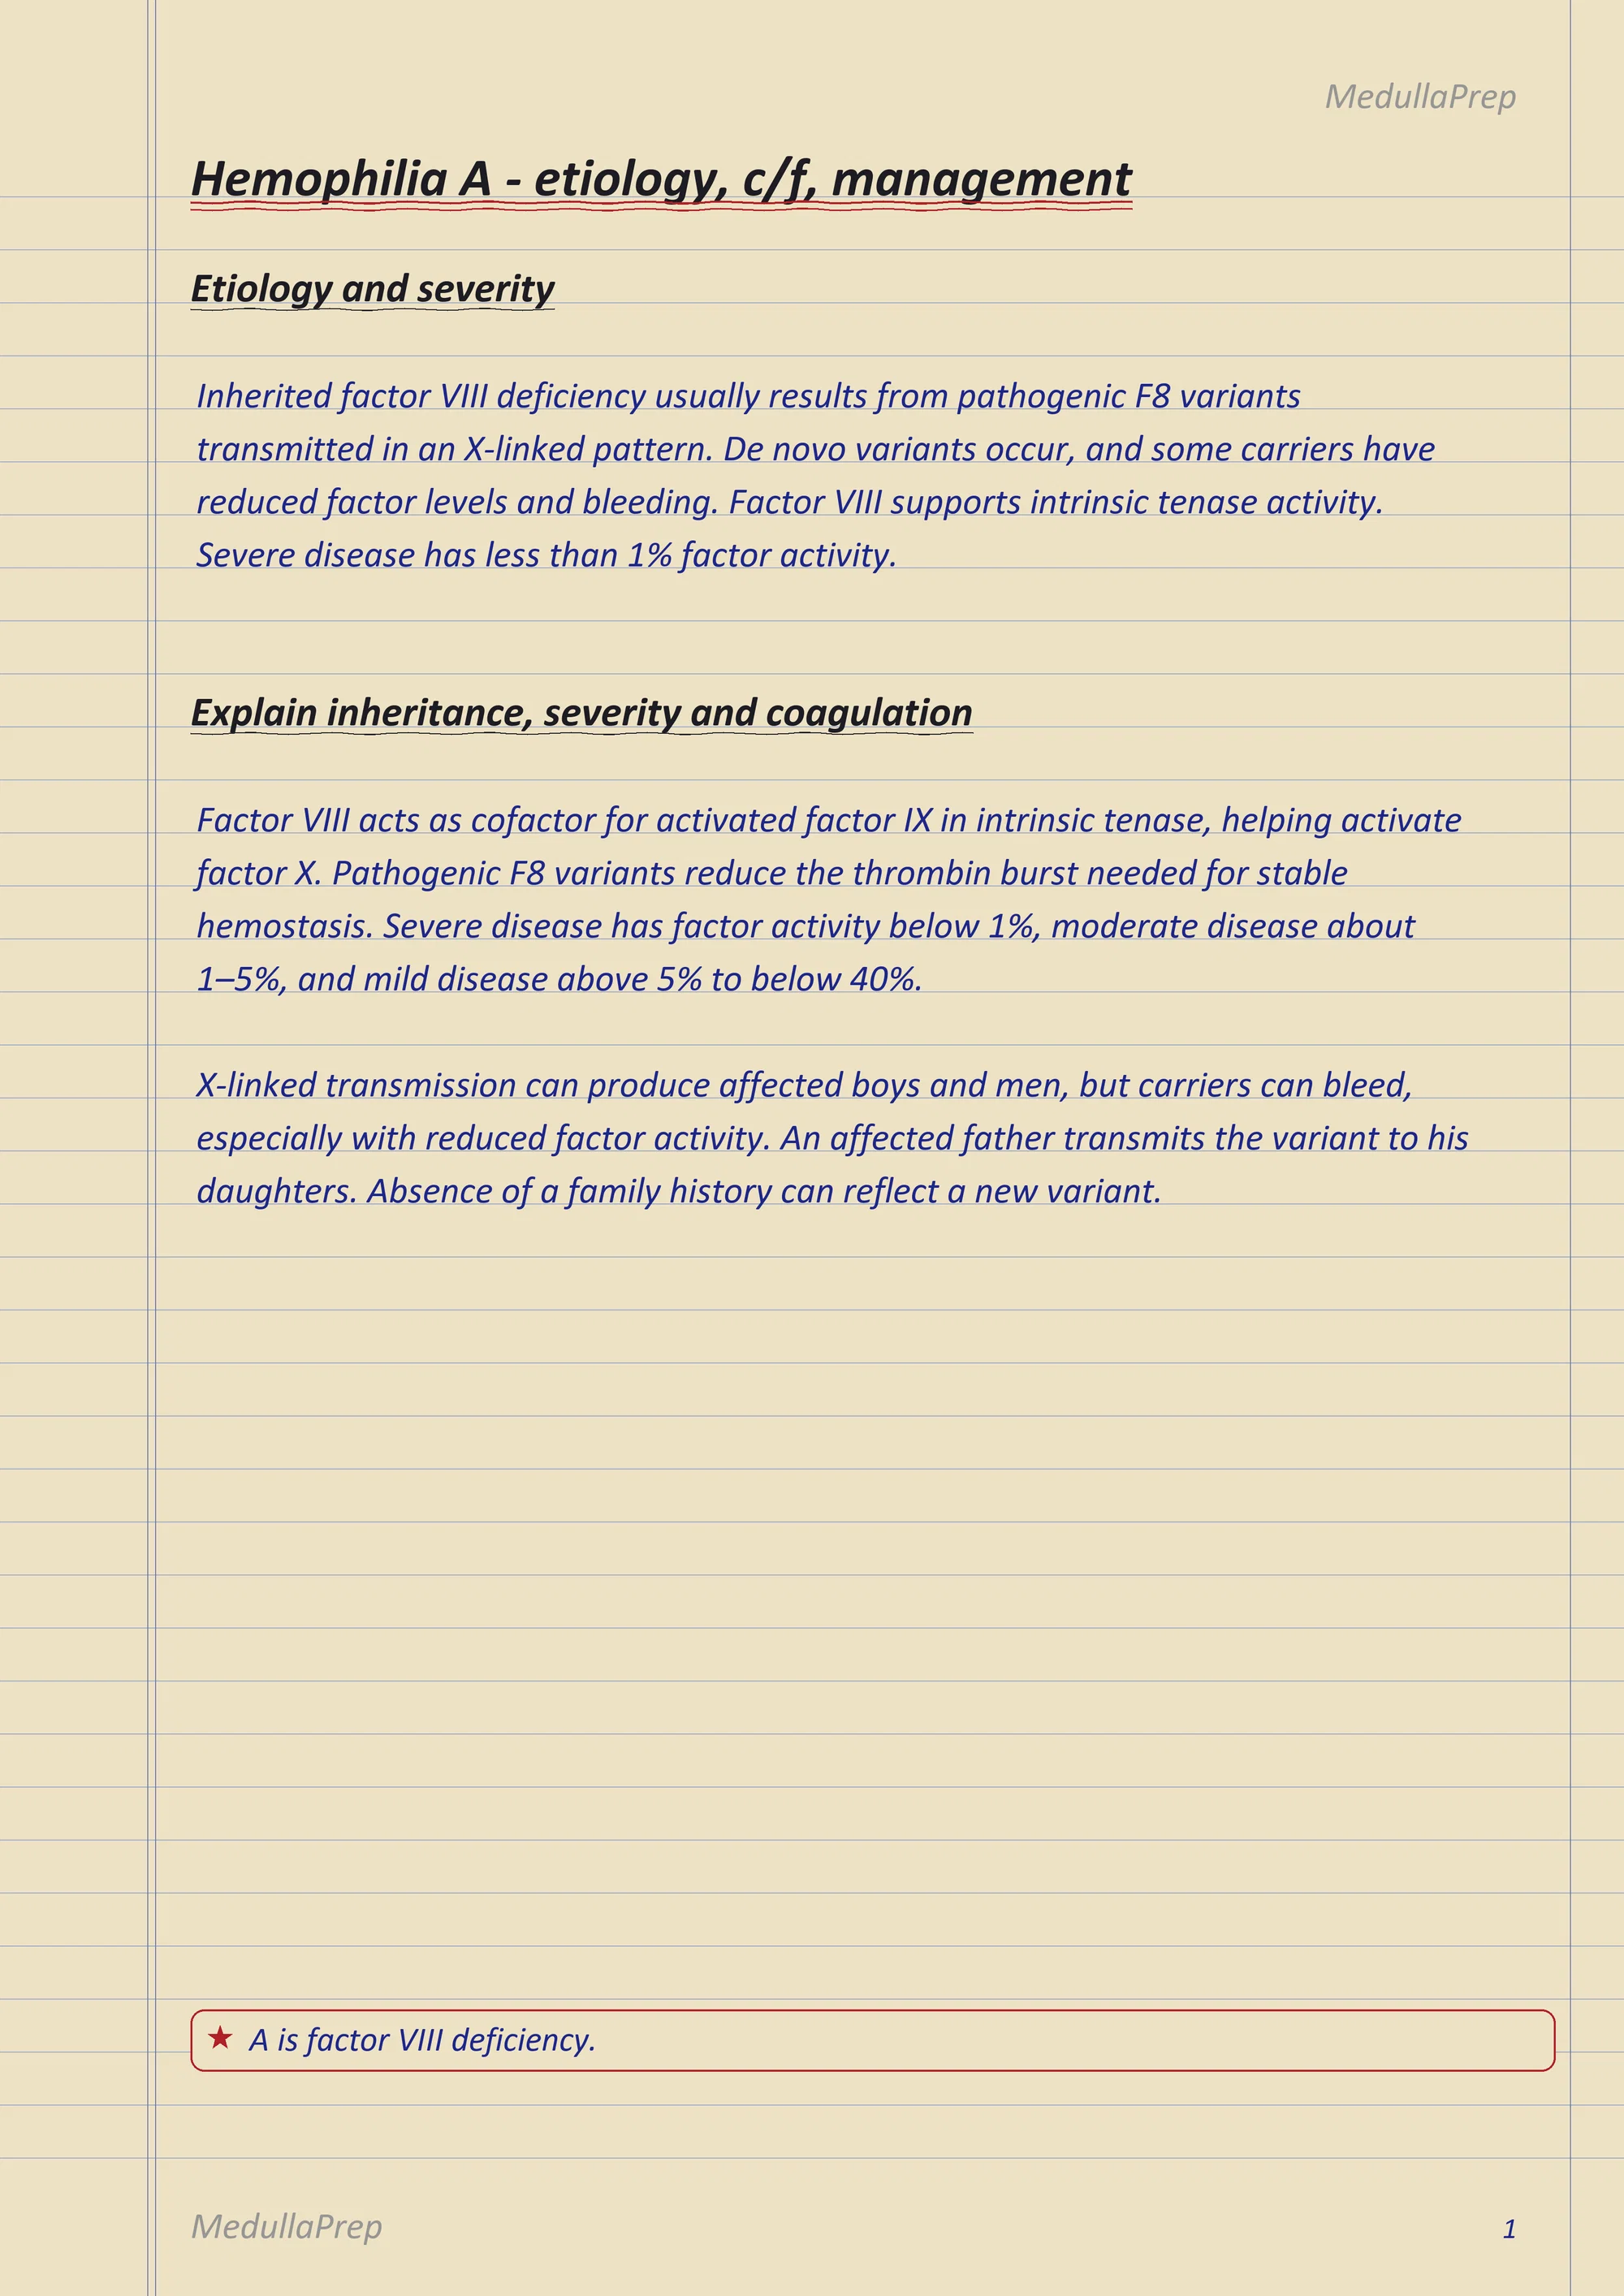 MedullaPrep
Hemophilia A - etiology, c/f, management
Etiology and severity
Inherited factor VIII deficiency usually results from pathogenic F8 variants
transmitted in an X-linked pattern. De novo variants occur, and some carriers have
reduced factor levels and bleeding. Factor VIII supports intrinsic tenase activity.
Severe disease has less than 1% factor activity.
Explain inheritance, severity and coagulation
Factor VIII acts as cofactor for activated factor IX in intrinsic tenase, helping activate
factor X. Pathogenic F8 variants reduce the thrombin burst needed for stable
hemostasis. Severe disease has factor activity below 1%, moderate disease about
1–5%, and mild disease above 5% to below 40%.
X-linked transmission can produce affected boys and men, but carriers can bleed,
especially with reduced factor activity. An affected father transmits the variant to his
daughters. Absence of a family history can reflect a new variant.
★ A is factor VIII deficiency.
MedullaPrep
1